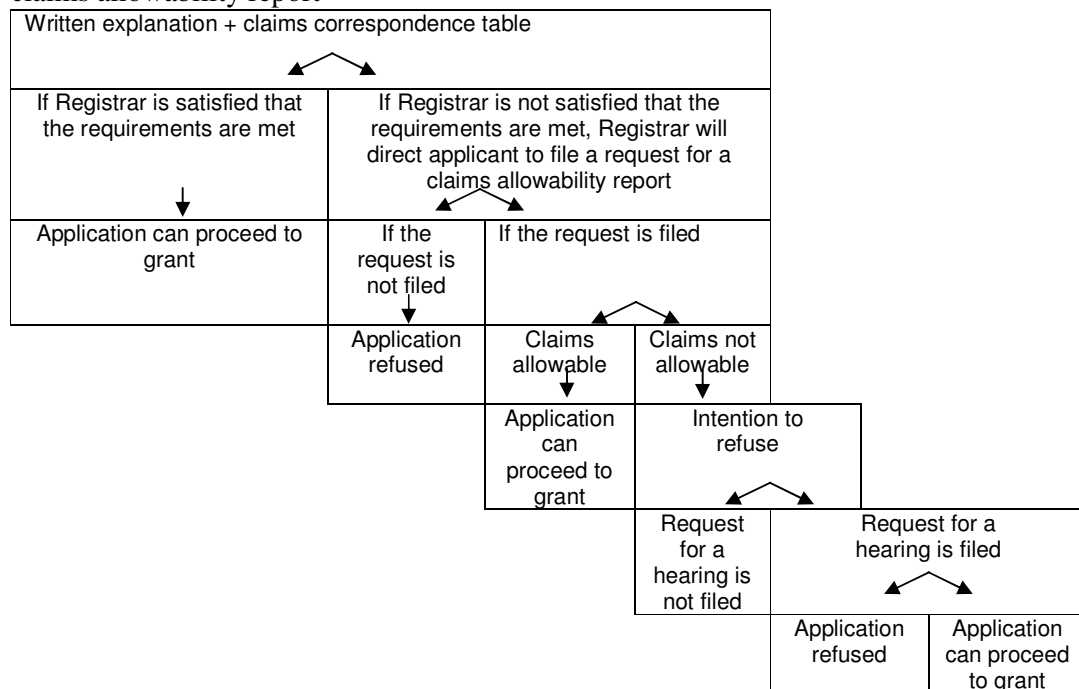 claims allowability report
Written explanation + claims correspondence table
If Registrar is satisfied that
the requirements are met
If Registrar is not satisfied that the
requirements are met, Registrar will
direct applicant to file a request for a
claims allowability report
Application can proceed to
grant
If the
request is
not filed
If the request is filed
Application
refused
Claims
allowable
Claims not
allowable
Application
can
proceed to
grant
Intention to
refuse
Request
for a
hearing is
not filed
Request for a
hearing is filed
Application
refused
Application
can proceed
to grant